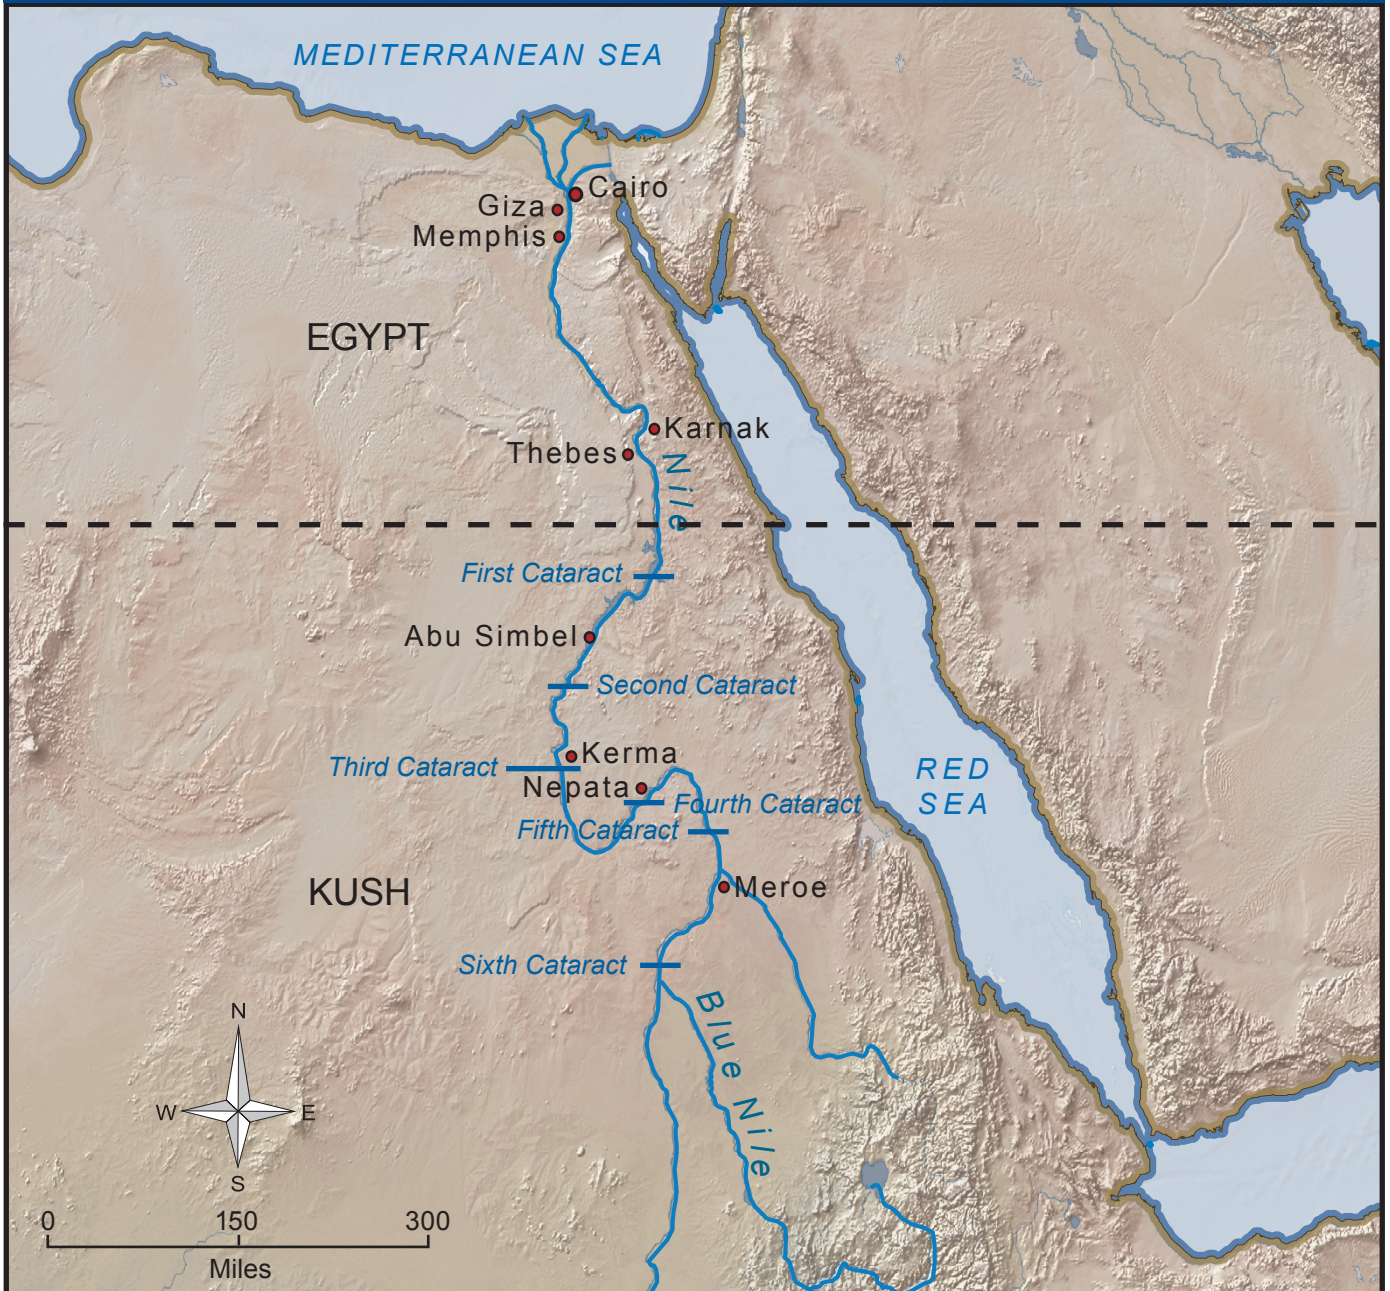 MEDITERRANEAN SEA
Cairo
Giza
Memphis
EGYPT
Karnak
Thebes
Nile
First Cataract
Abu Simbel
Second Cataract
Kerma
Third Cataract
RED
SEA
Nepata
Fourth Cataract
Fifth Cataract
KUSH
Meroe
Sixth Cataract
Blue Nile
N
W
E
S
0
150
300
Miles